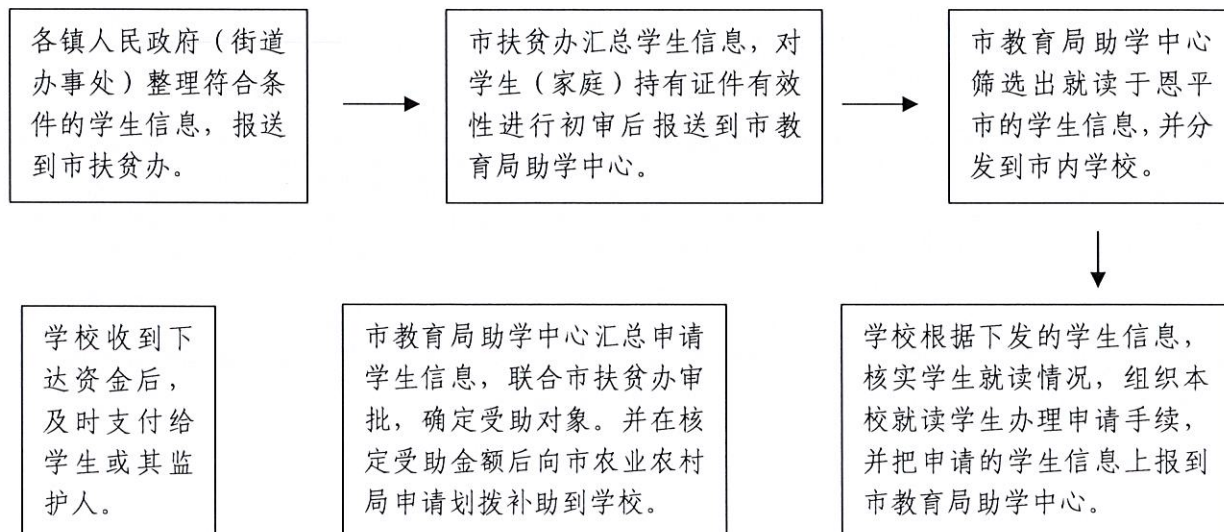 各镇人民政府（街道
办事处）整理符合条
件的学生信息，报送
到市扶贫办。
市扶贫办汇总学生信息，对
学生（家庭）持有证件有效
性进行初审后报送到市教
育局助学中心。
市教育局助学中心
筛选出就读于恩平
市的学生信息，并分
发到市内学校。
学校根据下发的学生信息，
核实学生就读情况，组织本
校就读学生办理申请手续，
并把申请的学生信息上报到
市教育局助学中心。
市教育局助学中心汇总申请
学生信息，联合市扶贫办审
批，确定受助对象。并在核
定受助金额后向市农业农村
局申请划拨补助到学校。
学校收到下
达资金后，
及时支付给
学生或其监
护人。